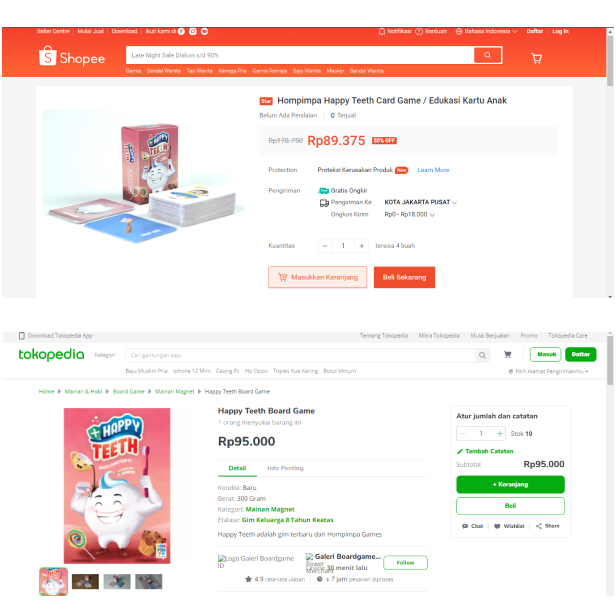 Seller Centre | Mulai Jual | Download | Ikuti kami di
Notifikasi Bantuan Bahasa Indonesia Daftar | Log In
Shopee
Late Night Sale Diskon s/d 90%
Garnis Sendal Wanita Tas Wanita Kemeja Pria Garnis Remaja Baju Wanita Masker Sandal Wanita
HAPPY
TEETH
Star Hompimpa Happy Teeth Card Game / Edukasi Kartu Anak
Belum Ada Penilaian | 0 Terjual
Rp178.750 Rp89.375 50% OFF
Protection Proteksi Kerusakan Produk New Learn More
Pengiriman Gratis Ongkir
Pengiriman Ke KOTA JAKARTA PUSAT
Ongkos Kirim Rp0 - Rp18.000
Kuantitas − 1 + tersisa 4 buah
Masukkan Keranjang Beli Sekarang
Download Tokopedia App
Tentang Tokopedia Mitra Tokopedia Mulai Berjualan Promo Tokopedia Care
tokopedia Kategori Cari gantungan baju Masuk Daftar
Baju Muslim Pria Iphone 12 Mini Casing Pc Hp Oppo Toples Kue Kering Botol Minum
Pilih Alamat Pengirimanmu
Home Mainan & Hobi Board Game Mainan Magnet Happy Teeth Board Game
HAPPY
TEETH
Happy Teeth Board Game
1 orang menyukai barang ini
Rp95.000
Detail Info Penting
Kondisi: Baru
Berat: 300 Gram
Kategori: Mainan Magnet
Etalase: Gim Keluarga 8 Tahun Keatas
Happy Teeth adalah gim terbaru dari Hompimpa Games
Logo Galeri Boardgame ID
Power Merchant
Galeri Boardgame...
30 menit lalu
Follow
4.9 rata-rata ulasan ± 7 jam pesanan diproses
Atur jumlah dan catatan
− 1 + Stok 10
Tambah Catatan
Subtotal Rp95.000
+ Keranjang
Beli
Chat | Wishlist | Share